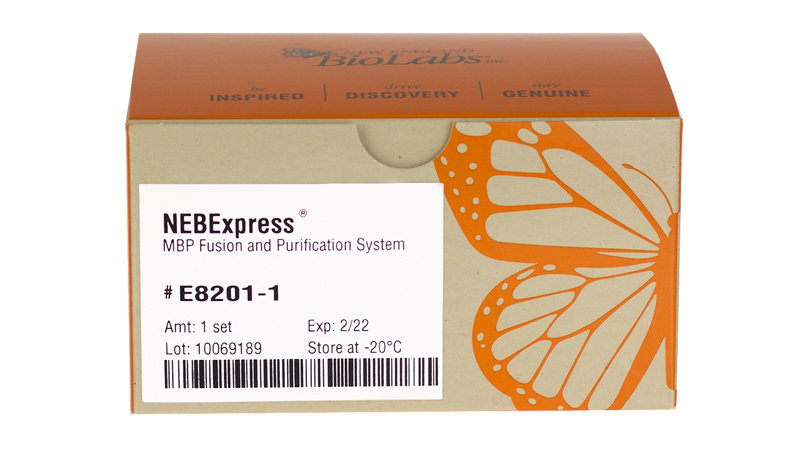 NEW ENGLAND
BioLabs® Inc.
be INSPIRED | drive DISCOVERY | stay GENUINE
NEBExpress®
MBP Fusion and Purification System
# E8201-1
Amt: 1 set Exp: 2/22
Lot: 10069189 Store at -20°C